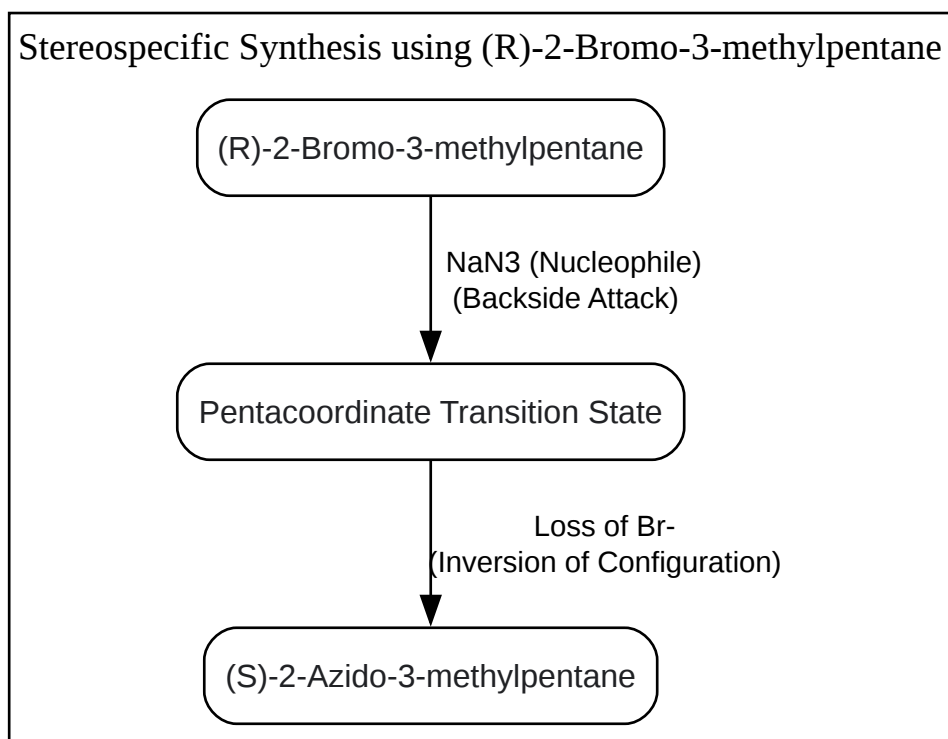 Stereospecific Synthesis using (R)-2-Bromo-3-methylpentane
(R)-2-Bromo-3-methylpentane
NaN3 (Nucleophile)
(Backside Attack)
Pentacoordinate Transition State
Loss of Br-
(Inversion of Configuration)
(S)-2-Azido-3-methylpentane